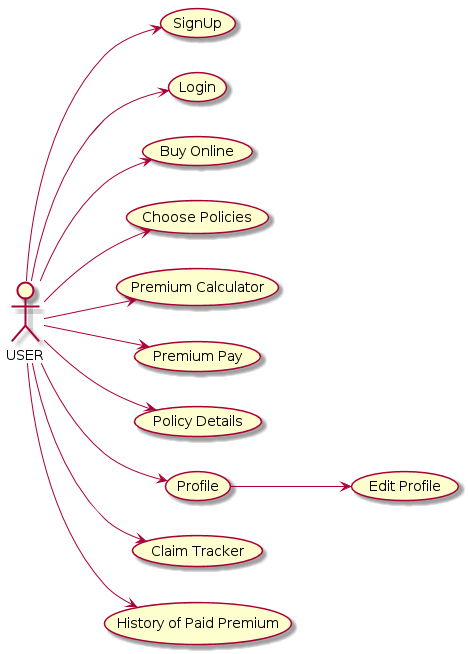 SignUp
Login
Buy Online
Choose Policies
Premium Calculator
USER
Premium Pay
Policy Details
Profile
Edit Profile
Claim Tracker
History of Paid Premium